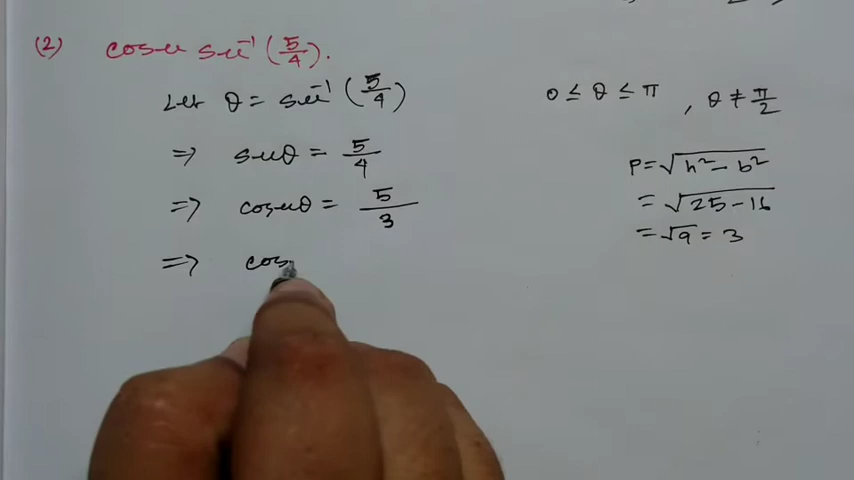 (2) cosec sec⁻¹ (5/4).
Let θ = sec⁻¹ (5/4)
0 ≤ θ ≤ π , θ ≠ π/2
⇒ secθ = 5/4
P = √(h² - b²)
⇒ cosecθ = 5/3
= √(25 - 16)
= √9 = 3
⇒ cos